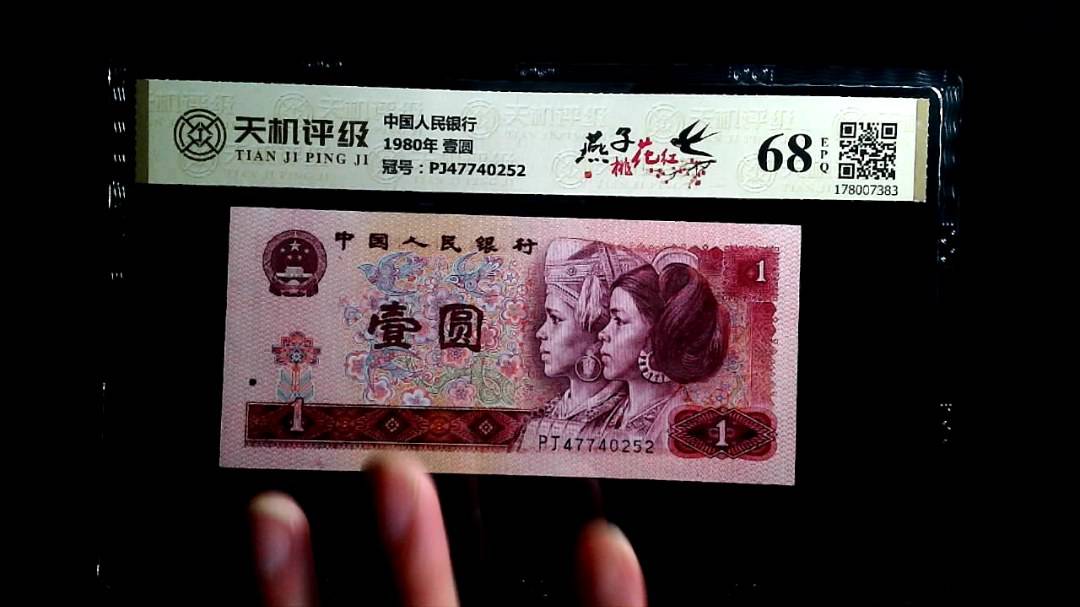 天机评级
TIAN JI PING JI
中国人民银行
1980年 壹圆
冠号：PJ47740252
燕子
桃花红
68
EPQ
178007383
中国人民银行
壹圆
1
1
PJ47740252
1